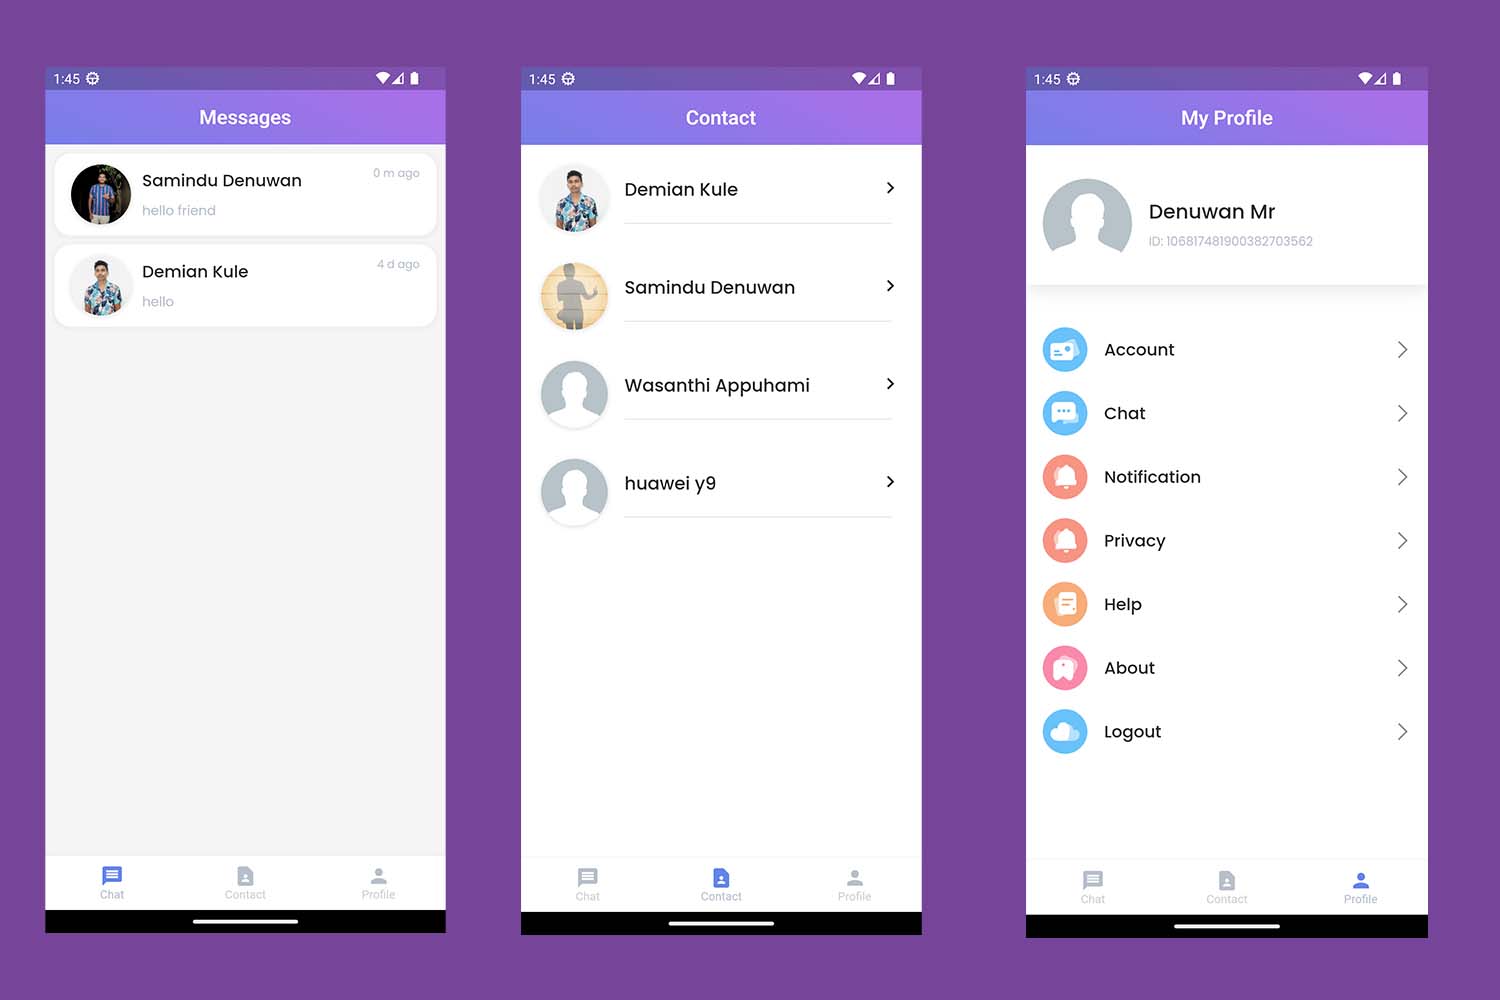 1:45
Messages
Samindu Denuwan
0 m ago
hello friend
Demian Kule
4 d ago
hello
Chat
Contact
Profile
1:45
Contact
Demian Kule
Samindu Denuwan
Wasanthi Appuhami
huawei y9
Chat
Contact
Profile
1:45
My Profile
Denuwan Mr
ID: 106817481900382703562
Account
Chat
Notification
Privacy
Help
About
Logout
Chat
Contact
Profile